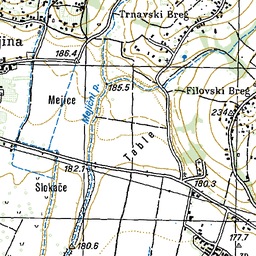 Trnavski Breg
jina
186.4
185.5
Filovski Breg
Mejice
Mejični p.
234
Table
182.1
180.3
Slokače
180.6
177.7